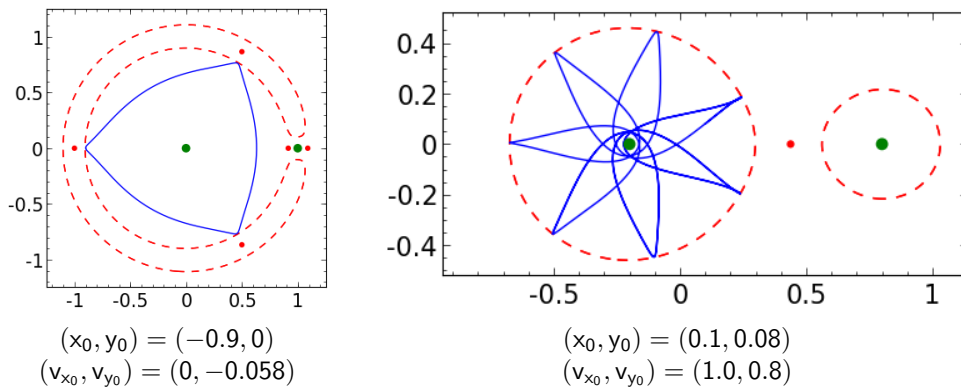 1
0.5
0
-0.5
-1
-1 -0.5 0 0.5 1
(x0, y0) = (−0.9, 0)
(vx0, vy0) = (0, −0.058)
0.4
0.2
0
-0.2
-0.4
-0.5 0 0.5 1
(x0, y0) = (0.1, 0.08)
(vx0, vy0) = (1.0, 0.8)